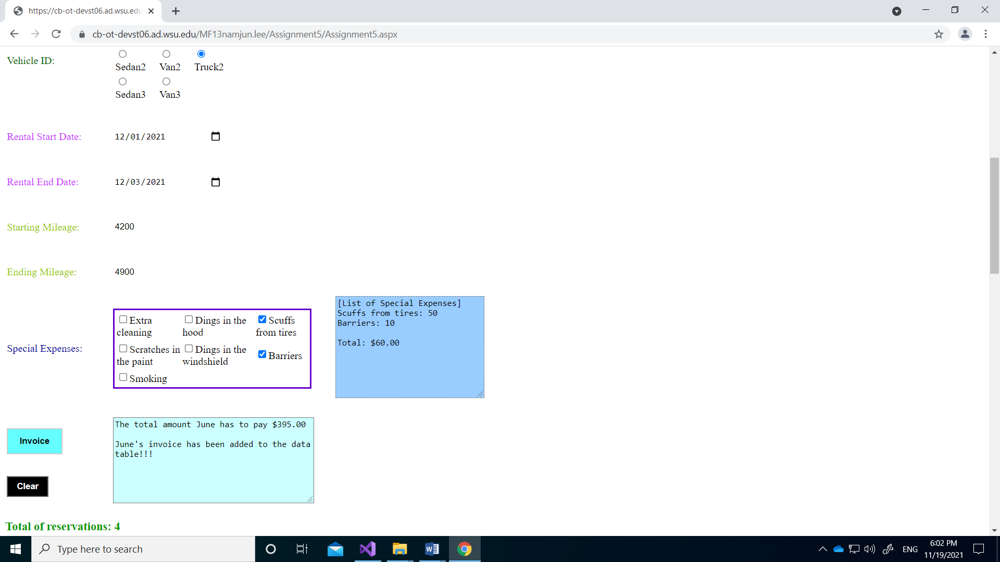 https://cb-ot-devst06.ad.wsu.edu
cb-ot-devst06.ad.wsu.edu/MF13namjun.lee/Assignment5/Assignment5.aspx
Vehicle ID:
Sedan2 Van2 Truck2
Sedan3 Van3
Rental Start Date: 12/01/2021
Rental End Date: 12/03/2021
Starting Mileage: 4200
Ending Mileage: 4900
Special Expenses:
Extra cleaning
Dings in the hood
Scuffs from tires
Scratches in the paint
Dings in the windshield
Barriers
Smoking
[List of Special Expenses]
Scuffs from tires: 50
Barriers: 10
Total: $60.00
Invoice
The total amount June has to pay $395.00
June's invoice has been added to the data
table!!!
Clear
Total of reservations: 4
Type here to search
ENG
6:02 PM
11/19/2021